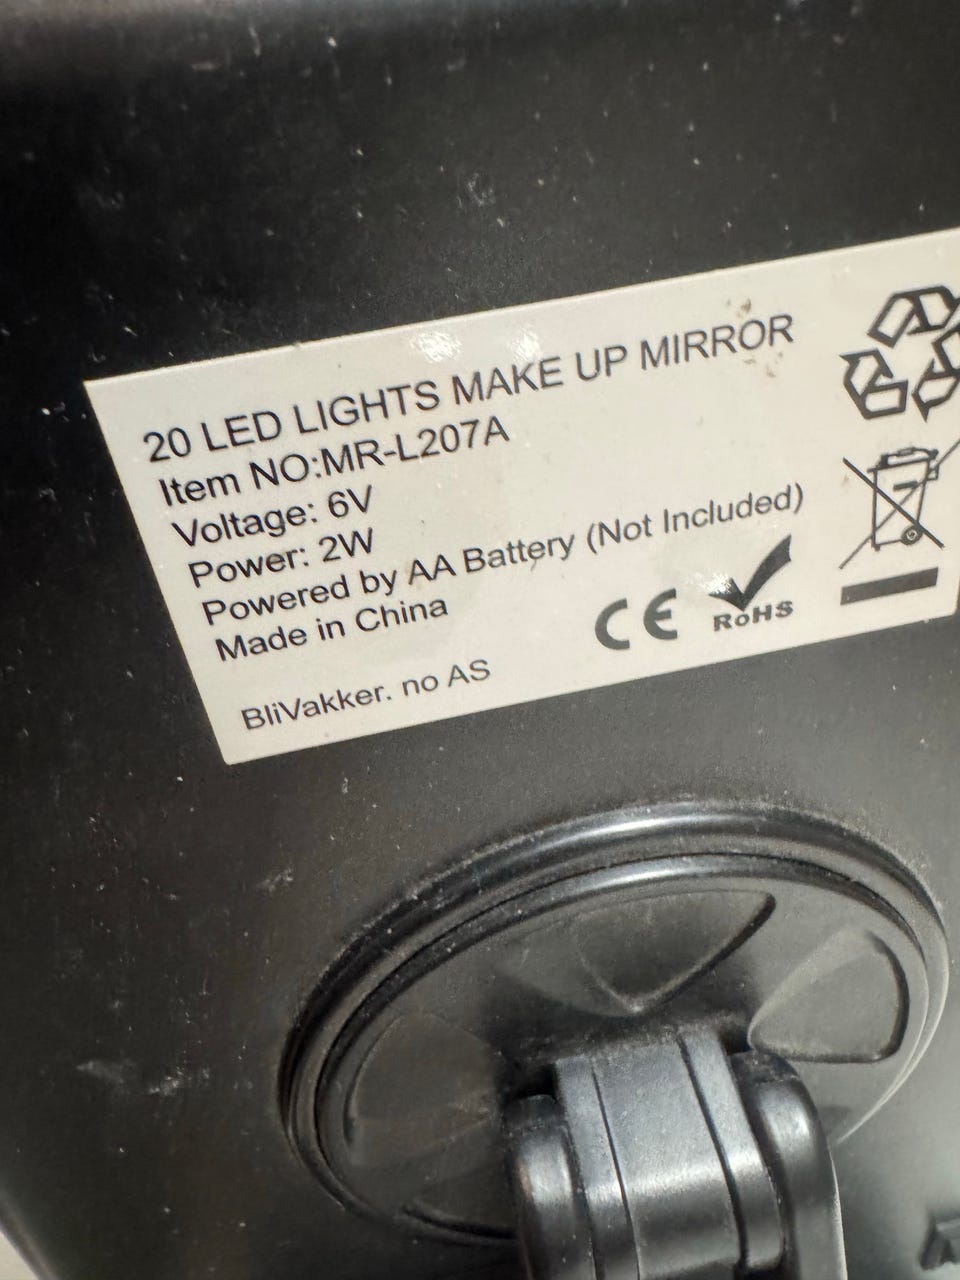 20 LED LIGHTS MAKE UP MIRROR
Item NO:MR-L207A
Voltage: 6V
Power: 2W
Powered by AA Battery (Not Included)
Made in China
CE RoHS
BliVakker. no AS